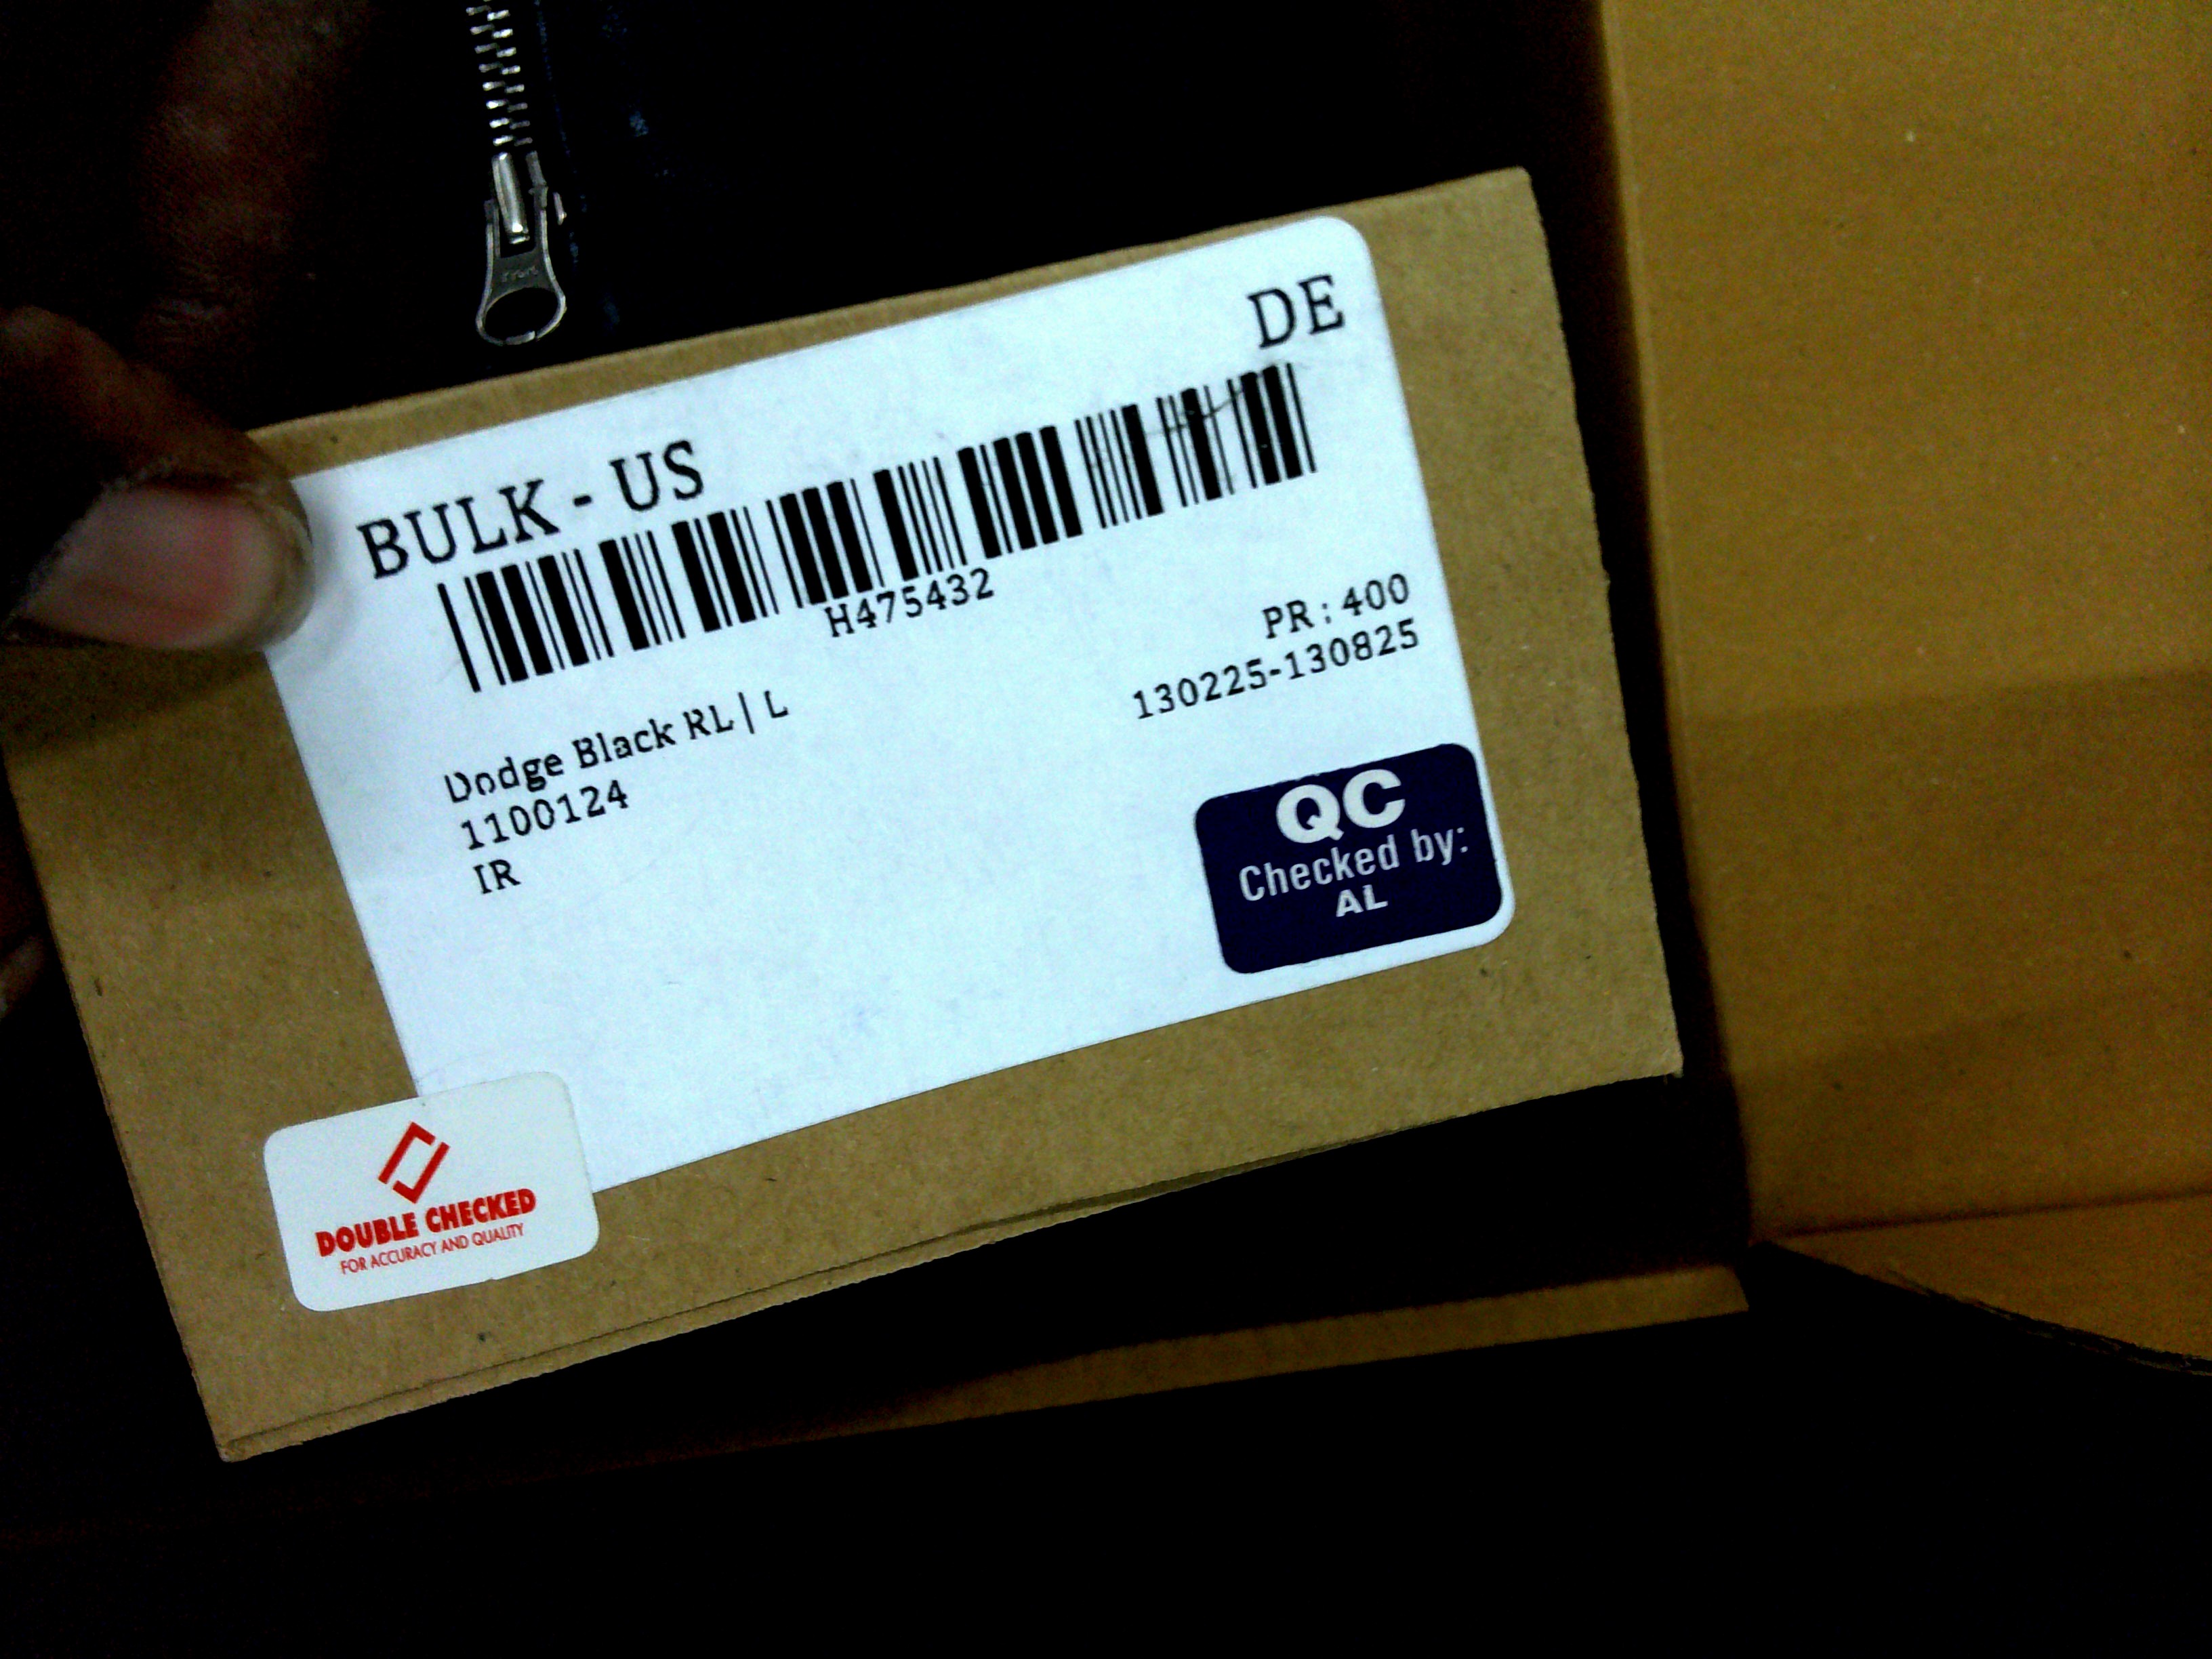 DE
BULK - US
H475432
PR : 400
130225-130825
Dodge Black RL | L
1100124
IR
QC
Checked by:
AL
DOUBLE CHECKED
FOR ACCURACY AND QUALITY